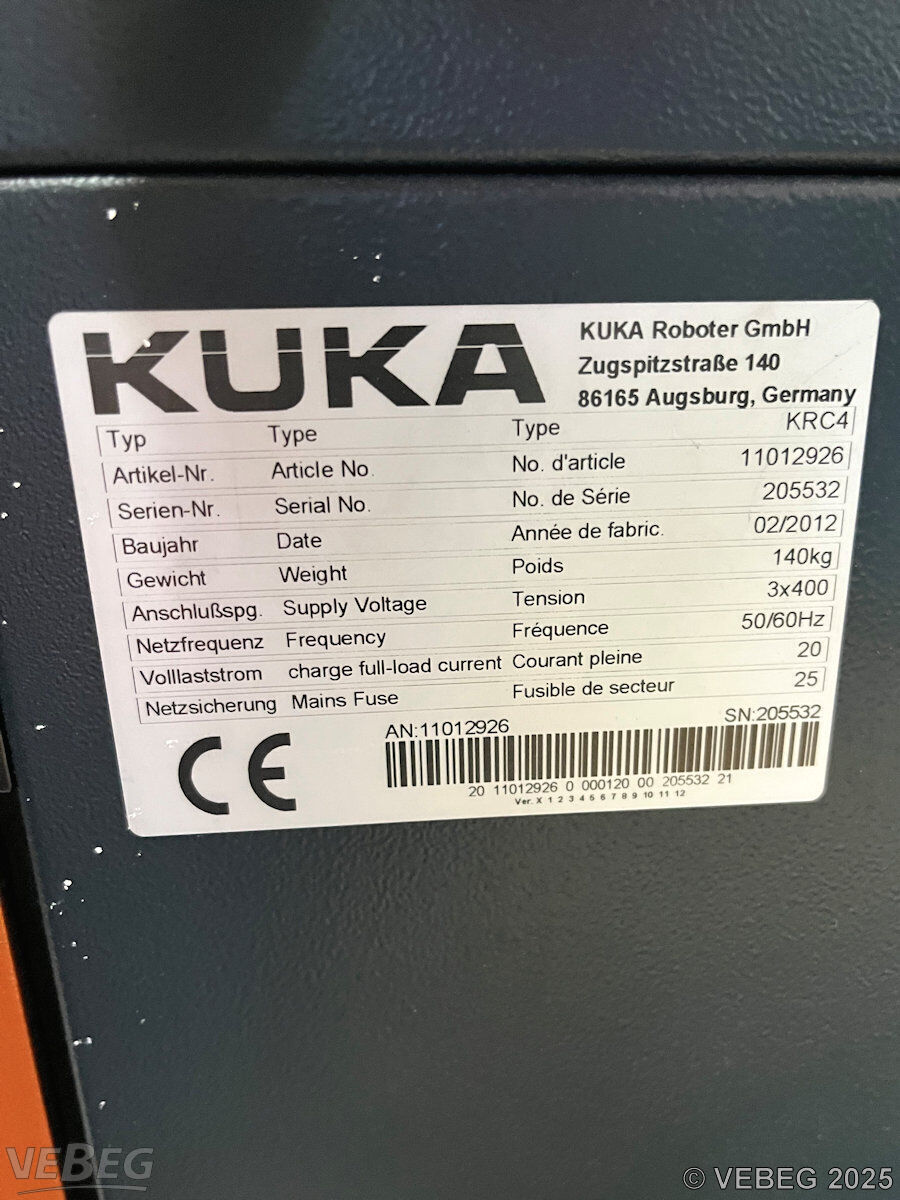 KUKA
KUKA Roboter GmbH
Zugspitzstraße 140
86165 Augsburg, Germany
Typ Type Type KRC4
Artikel-Nr. Article No. No. d'article 11012926
Serien-Nr. Serial No. No. de Série 205532
Baujahr Date Année de fabric. 02/2012
Gewicht Weight Poids 140kg
Anschlußspg. Supply Voltage Tension 3x400
Netzfrequenz Frequency Fréquence 50/60Hz
Volllaststrom charge full-load current Courant pleine 20
Netzsicherung Mains Fuse Fusible de secteur 25
CE
AN:11012926 SN:205532
20 11012926 0 000120 00 205532 21
Ver. X 1 2 3 4 5 6 7 8 9 10 11 12
VEBEG
© VEBEG 2025